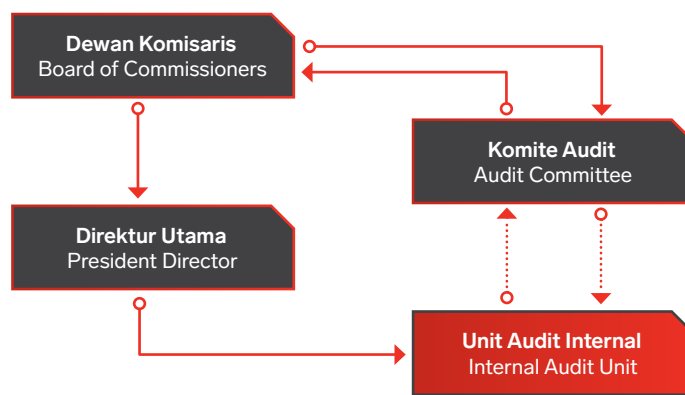 Dewan Komisaris
Board of Commissioners
Komite Audit
Audit Committee
Direktur Utama
President Director
Unit Audit Internal
Internal Audit Unit